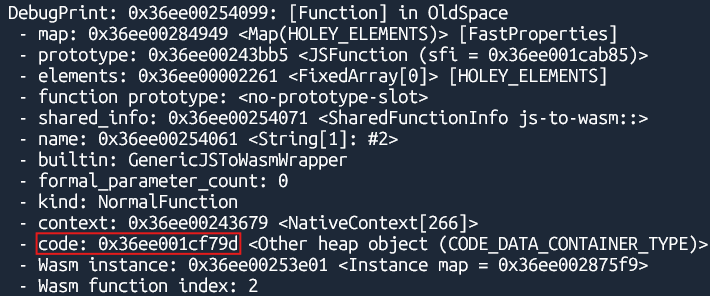 DebugPrint: 0x36ee00254099: [Function] in OldSpace
- map: 0x36ee00284949 <Map(HOLEY_ELEMENTS)> [FastProperties]
- prototype: 0x36ee00243bb5 <JSFunction (sfi = 0x36ee001cab85)>
- elements: 0x36ee00002261 <FixedArray[0]> [HOLEY_ELEMENTS]
- function prototype: <no-prototype-slot>
- shared_info: 0x36ee00254071 <SharedFunctionInfo js-to-wasm::>
- name: 0x36ee00254061 <String[1]: #2>
- builtin: GenericJSToWasmWrapper
- formal_parameter_count: 0
- kind: NormalFunction
- context: 0x36ee00243679 <NativeContext[266]>
- code: 0x36ee001cf79d <Other heap object (CODE_DATA_CONTAINER_TYPE)>
- Wasm instance: 0x36ee00253e01 <Instance map = 0x36ee002875f9>
- Wasm function index: 2